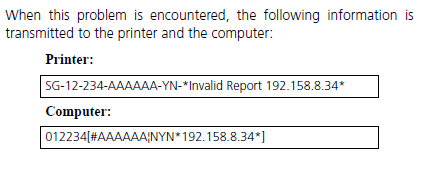 When this problem is encountered, the following information is
transmitted to the printer and the computer:
Printer:
SG-12-234-AAAAAA-YN-*Invalid Report 192.158.8.34*
Computer:
012234[#AAAAAA¦NYN*192.158.8.34*]